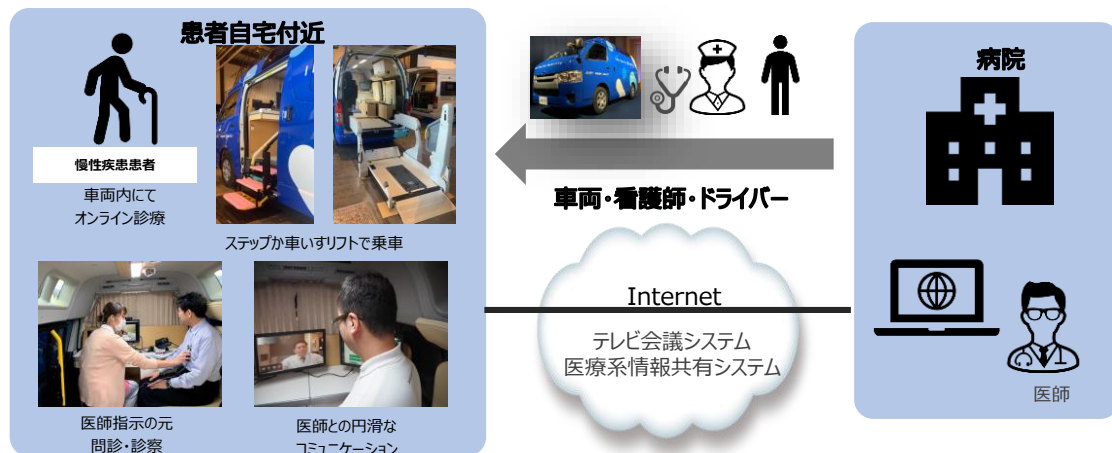 患者自宅付近
慢性疾患患者
車両内にて
オンライン診療
ステップか車いすリフトで乗車
医師指示の元
問診・診察
医師との円滑な
コミュニケーション
車両・看護師・ドライバー
Internet
テレビ会議システム
医療系情報共有システム
病院
医師